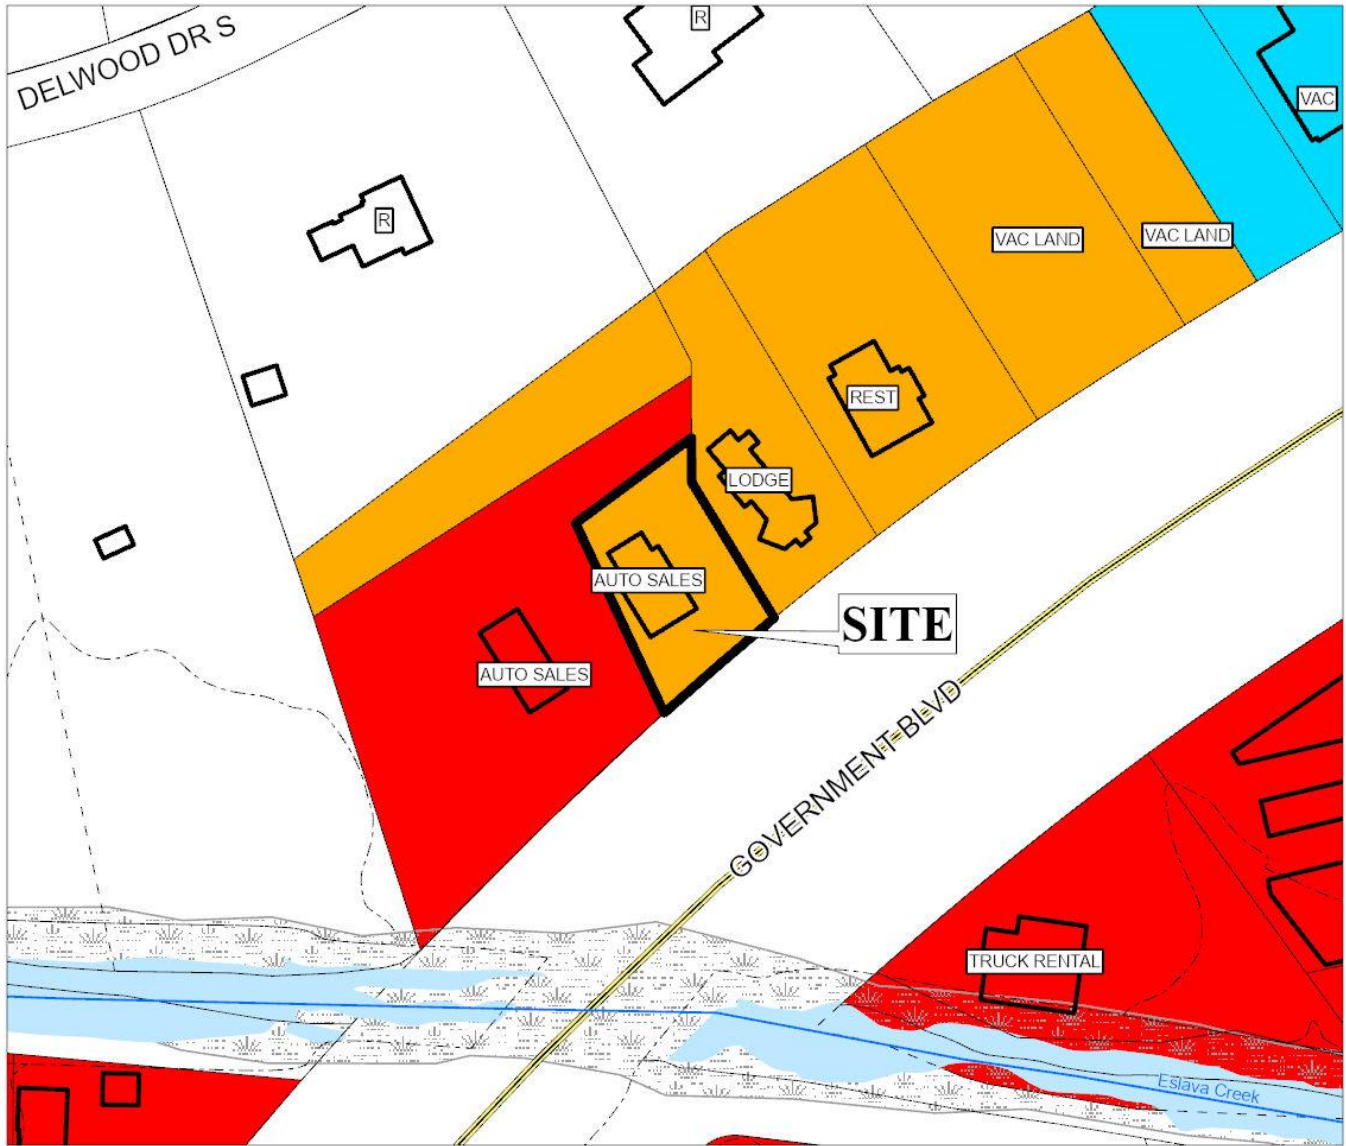 R
DELWOOD DR S
VAC
R
VAC LAND
VAC LAND
REST
LODGE
AUTO SALES
SITE
AUTO SALES
GOVERNMENT BLVD
TRUCK RENTAL
Eslava Creek